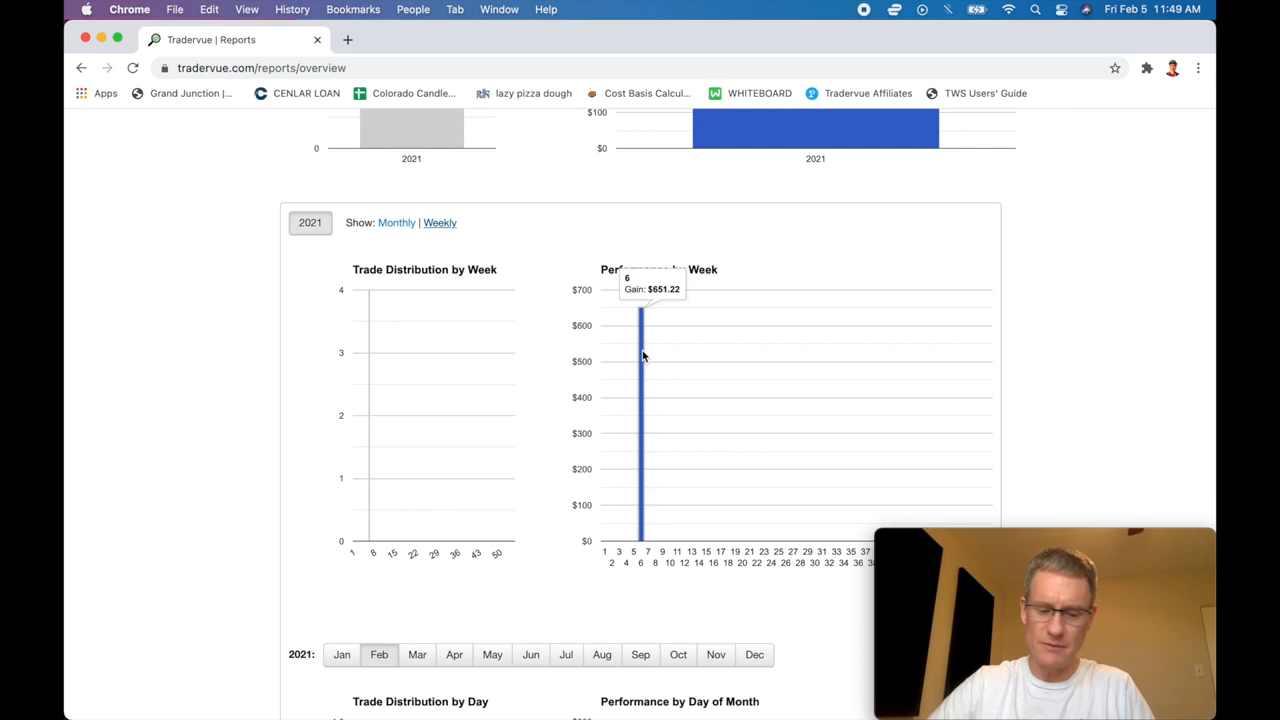 Chrome File Edit View History Bookmarks People Tab Window Help Fri Feb 5 11:49 AM
Tradervue | Reports
tradervue.com/reports/overview
Apps Grand Junction |... CENLAR LOAN Colorado Candle... lazy pizza dough Cost Basis Calcul... WHITEBOARD Tradervue Affiliates TWS Users' Guide
$100
0 $0
2021 2021
2021 Show: Monthly | Weekly
Trade Distribution by Week Week
6
Gain: $651.22
4 $700
$600
3 $500
2 $400
$300
1 $200
$100
0 $0
1 8 15 22 29 36 43 50
1 3 5 7 9 11 13 15 17 19 21 23 25 27 29 31 33 35 37
2 4 6 8 10 12 14 16 18 20 22 24 26 28 30 32 34 36
2021: Jan Feb Mar Apr May Jun Jul Aug Sep Oct Nov Dec
Trade Distribution by Day Performance by Day of Month